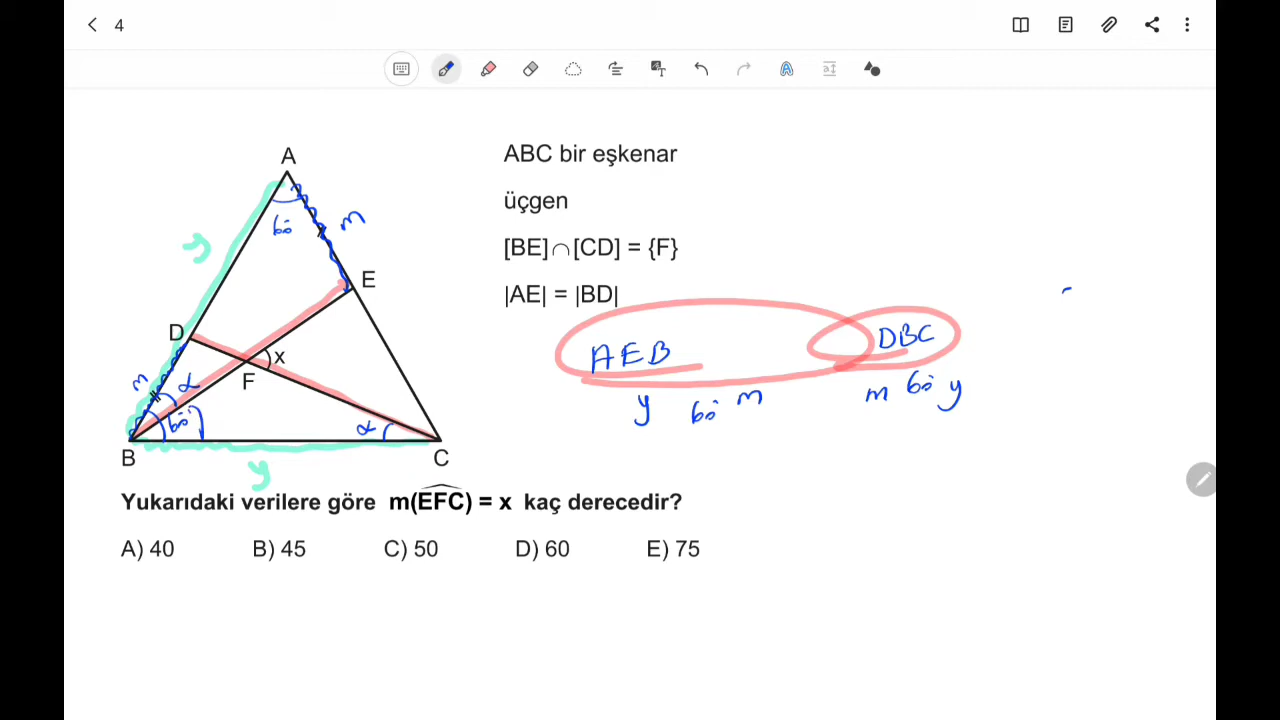 4
A
ABC bir eşkenar
üçgen
[BE]∩[CD] = {F}
|AE| = |BD|
60°
m
y
E
D
x
F
m
α
60°
α
B
C
y
AEB
DBC
y 60° m
m 60° y
Yukarıdaki verilere göre m(EFC) = x kaç derecedir?
A) 40 B) 45 C) 50 D) 60 E) 75